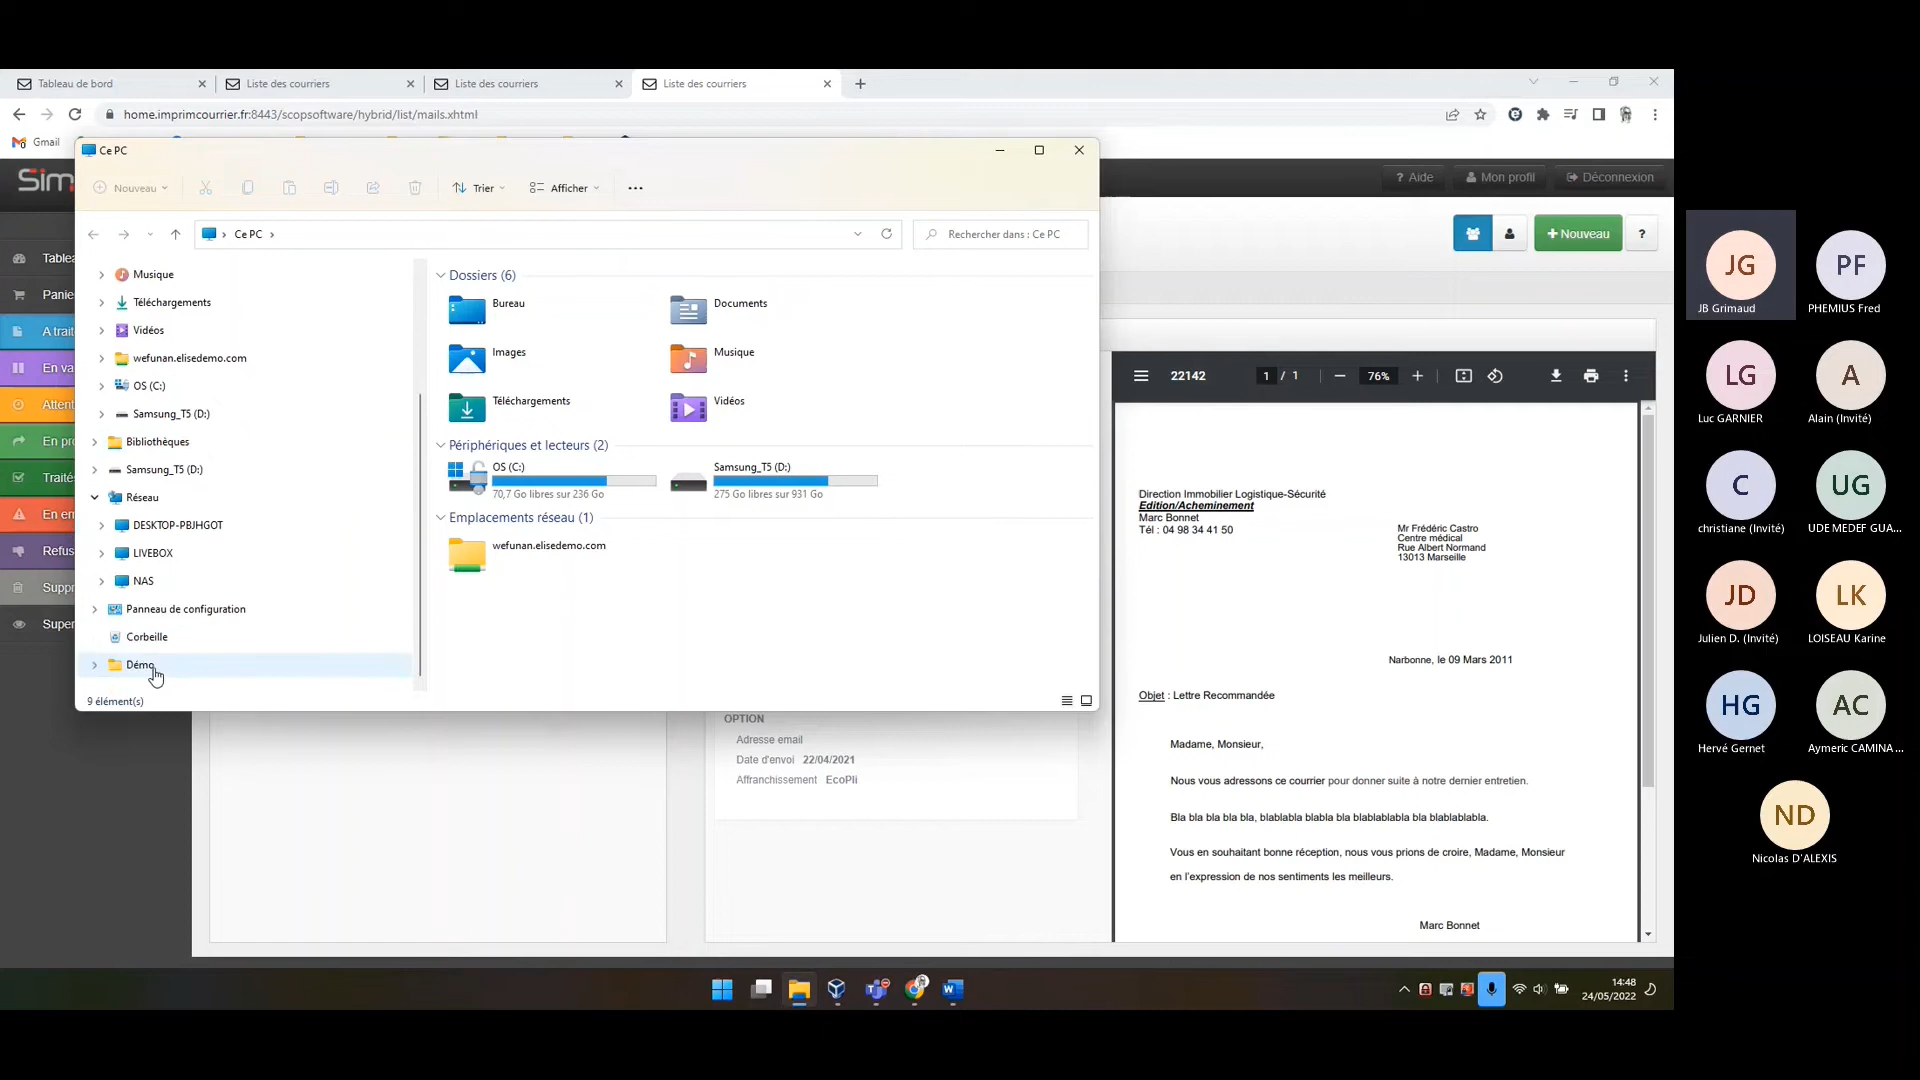 Tableau de bord
Liste des courriers
Liste des courriers
Liste des courriers
home.imprimcourrier.fr:8443/scopsoftware/hybrid/list/mails.xhtml
Gmail
Ce PC
Nouveau
Trier
Afficher
Ce PC
Rechercher dans : Ce PC
Sim
? Aide
Mon profil
Déconnexion
+ Nouveau
?
Table
Panie
A trait
En va
Attent
En pr
Traité
En er
Refus
Supp
Super
Musique
Téléchargements
Vidéos
wefunan.elisedemo.com
OS (C:)
Samsung_T5 (D:)
Bibliothèques
Samsung_T5 (D:)
Réseau
DESKTOP-PBJHGOT
LIVEBOX
NAS
Panneau de configuration
Corbeille
Démo
9 élément(s)
Dossiers (6)
Bureau
Documents
Images
Musique
Téléchargements
Vidéos
Périphériques et lecteurs (2)
OS (C:)
70,7 Go libres sur 236 Go
Samsung_T5 (D:)
275 Go libres sur 931 Go
Emplacements réseau (1)
wefunan.elisedemo.com
OPTION
Adresse email
Date d'envoi 22/04/2021
Affranchissement EcoPli
22142
1 / 1
76%
Direction Immobilier Logistique-Sécurité
Edition/Acheminement
Marc Bonnet
Tél : 04 98 34 41 50
Mr Frédéric Castro
Centre médical
Rue Albert Normand
13013 Marseille
Narbonne, le 09 Mars 2011
Objet : Lettre Recommandée
Madame, Monsieur,
Nous vous adressons ce courrier pour donner suite à notre dernier entretien.
Bla bla bla bla bla, blablabla blabla bla blablablabla bla blablablabla.
Vous en souhaitant bonne réception, nous vous prions de croire, Madame, Monsieur
en l'expression de nos sentiments les meilleurs.
Marc Bonnet
14:48
24/05/2022
JG
JB Grimaud
PF
PHEMIUS Fred
LG
Luc GARNIER
A
Alain (Invité)
C
christiane (Invité)
UG
UDE MEDEF GUA...
JD
Julien D. (Invité)
LK
LOISEAU Karine
HG
Hervé Gernet
AC
Aymeric CAMINA ...
ND
Nicolas D'ALEXIS